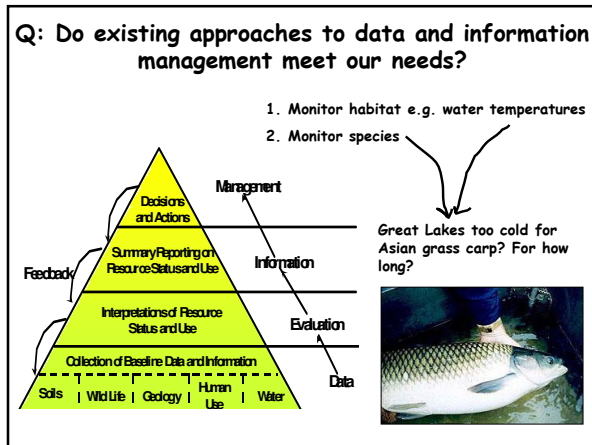 Q: Do existing approaches to data and information
management meet our needs?
1. Monitor habitat e.g. water temperatures
2. Monitor species
Great Lakes too cold for
Asian grass carp? For how
long?
Management
Decisions
and Actions
Summary Reporting on
Resource Status and Use
Information
Feedback
Interpretations of Resource
Status and Use
Evaluation
Collection of Baseline Data and Information
Data
Soils
Wild Life
Geology
Human
Use
Water